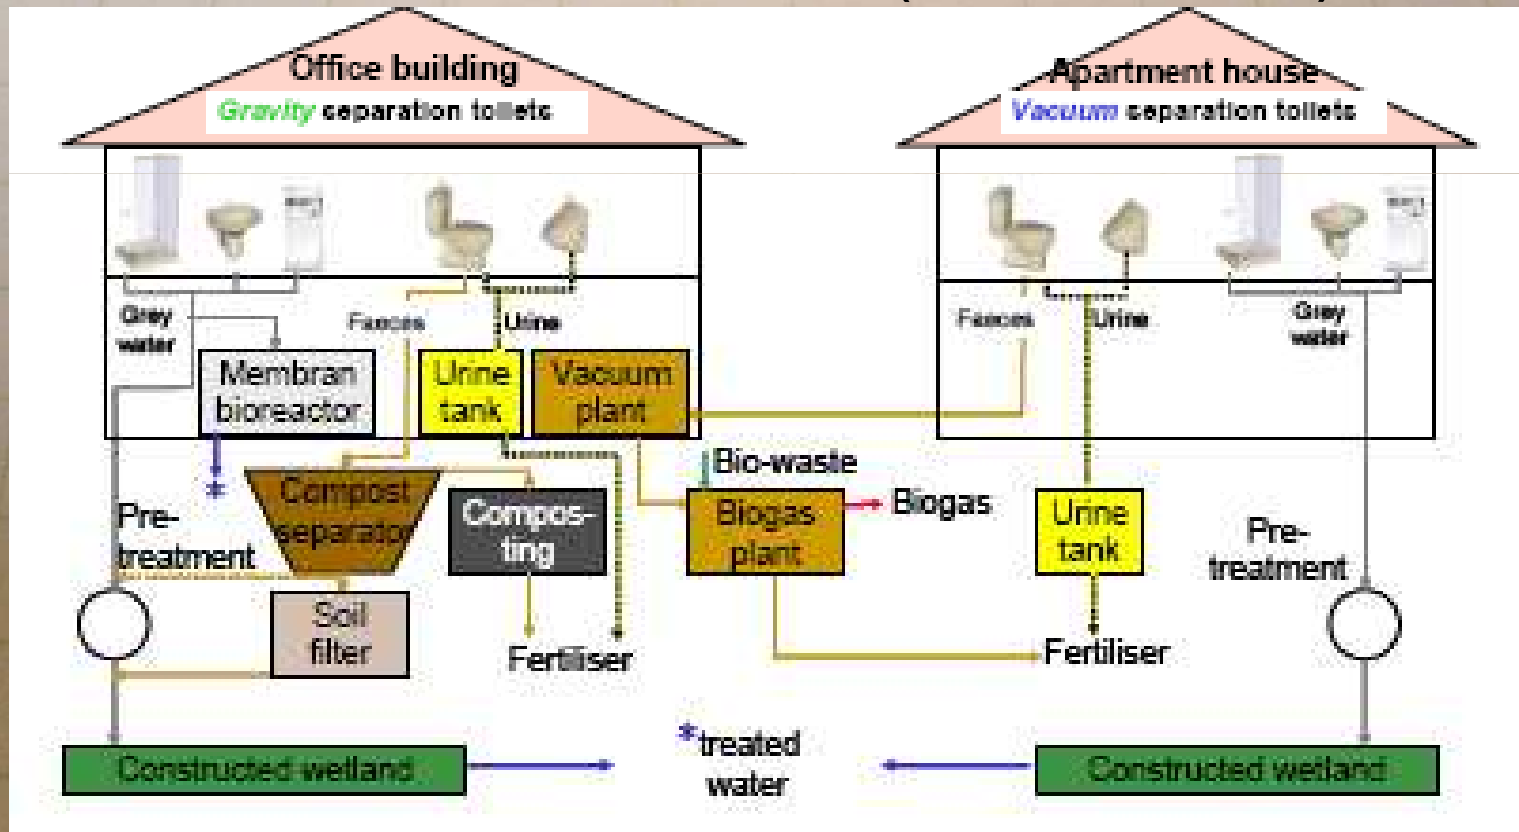 Office building
Gravity separation toilets
Apartment house
Vacuum separation toilets
Grey
water
Faeces
Urine
Faeces
Urine
Grey
water
Membran
bioreactor
Urine
tank
Vacuum
plant
*
Bio-waste
Compost
separator
Compos-
ting
Biogas
plant
Biogas
Urine
tank
Pre-
treatment
Pre-
treatment
Soil
filter
Fertiliser
Fertiliser
Constructed wetland
*treated
water
Constructed wetland